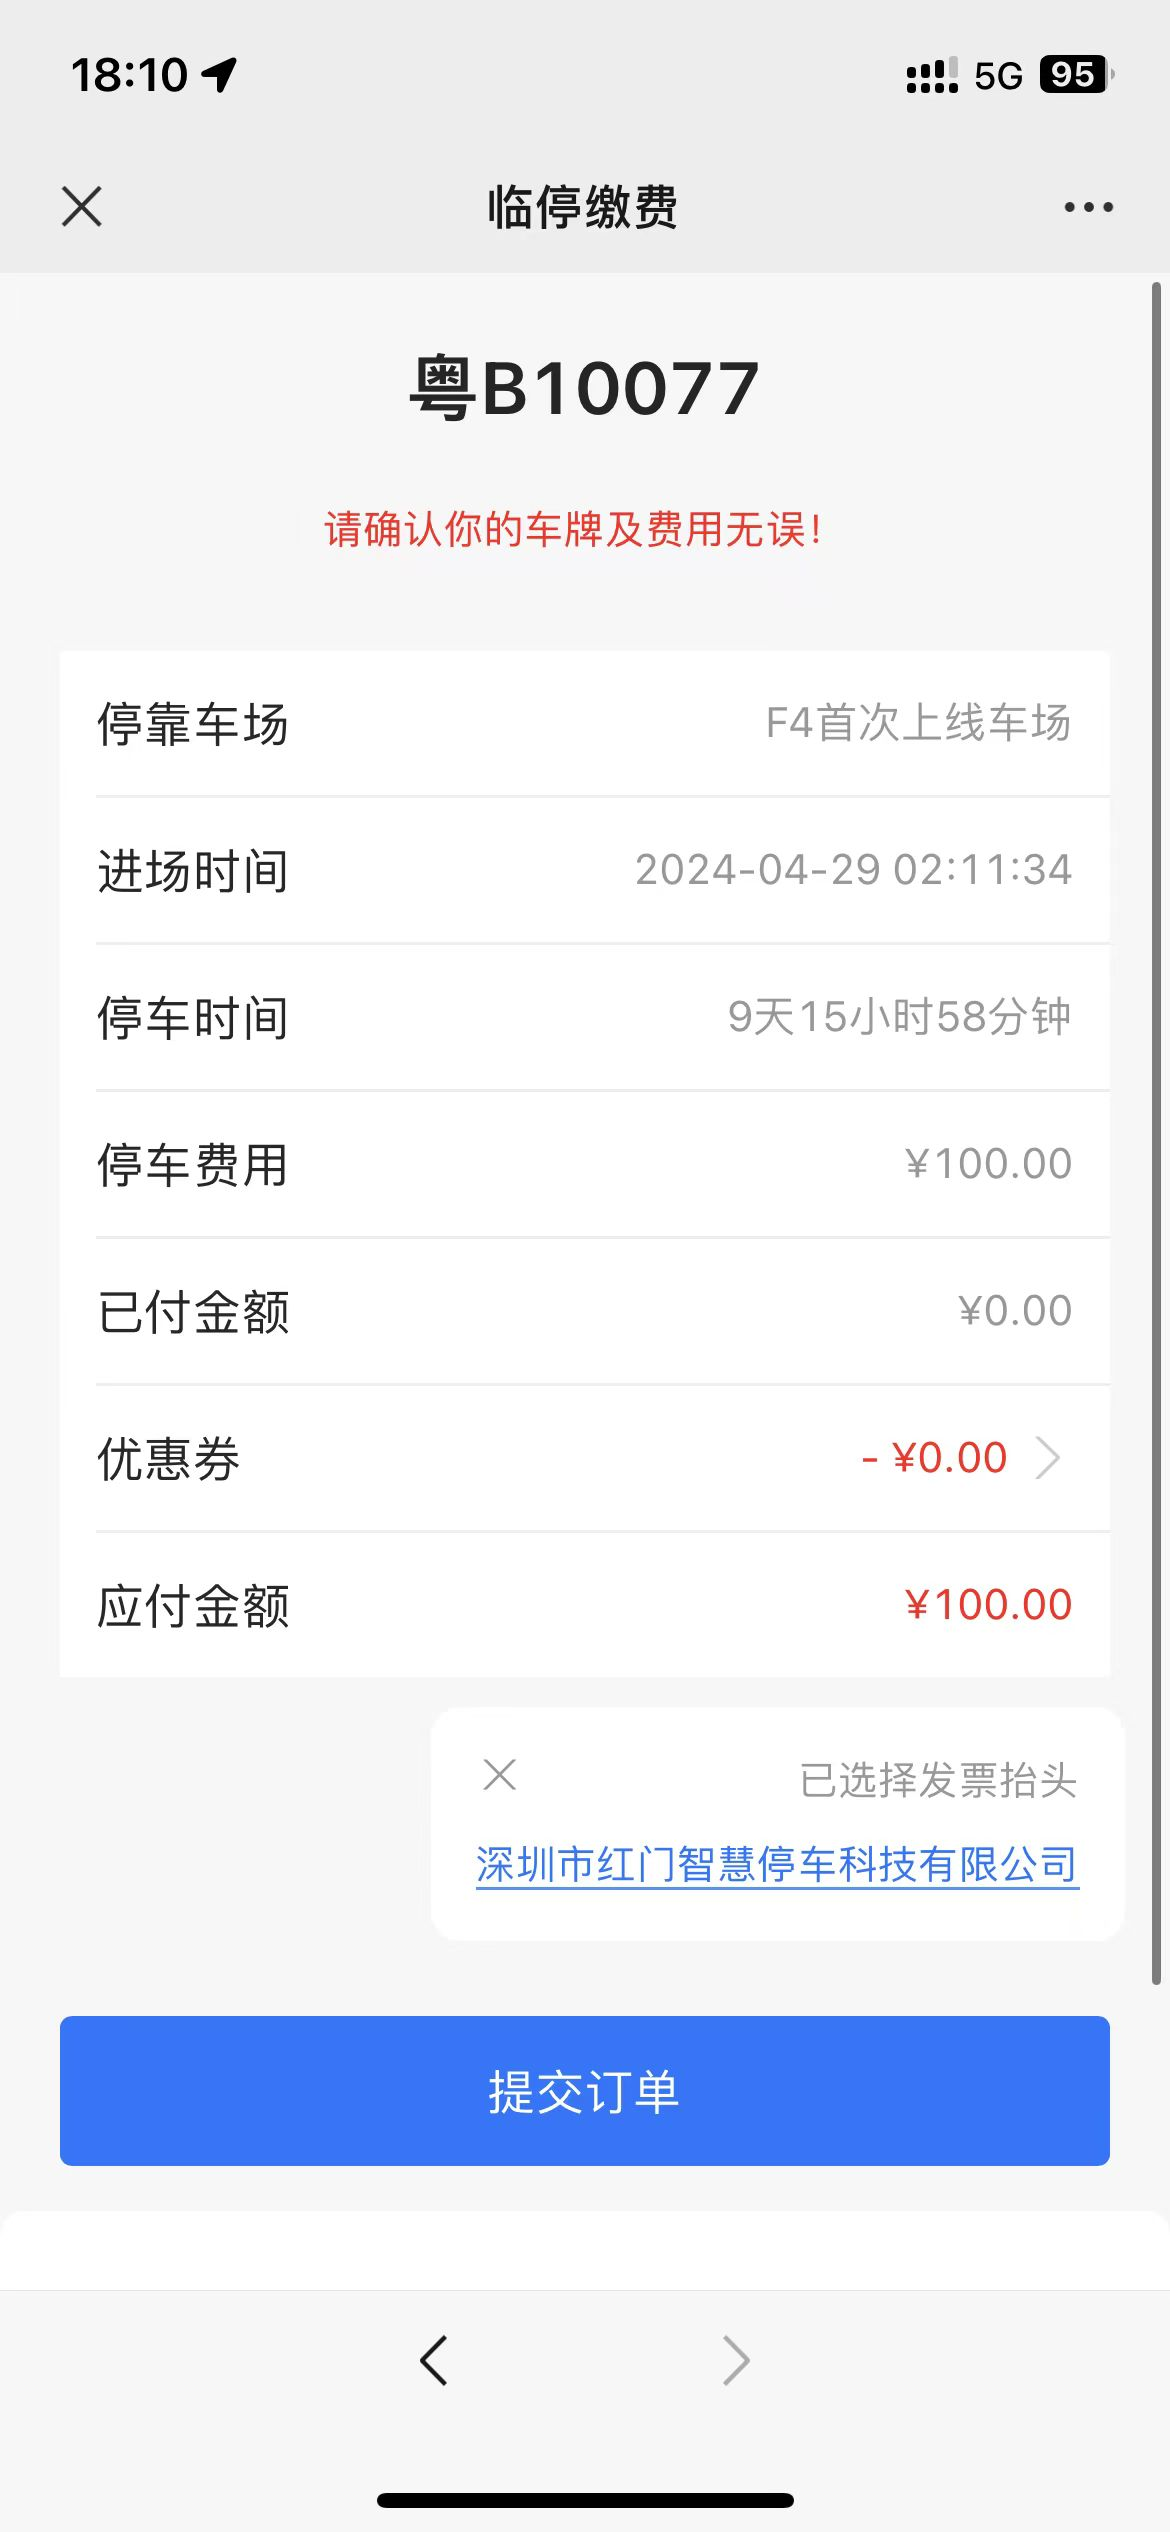 18:10
5G 95
临停缴费
粤B10077
请确认你的车牌及费用无误!
停靠车场 F4首次上线车场
进场时间 2024-04-29 02:11:34
停车时间 9天15小时58分钟
停车费用 ¥100.00
已付金额 ¥0.00
优惠券 - ¥0.00
应付金额 ¥100.00
已选择发票抬头
深圳市红门智慧停车科技有限公司
提交订单